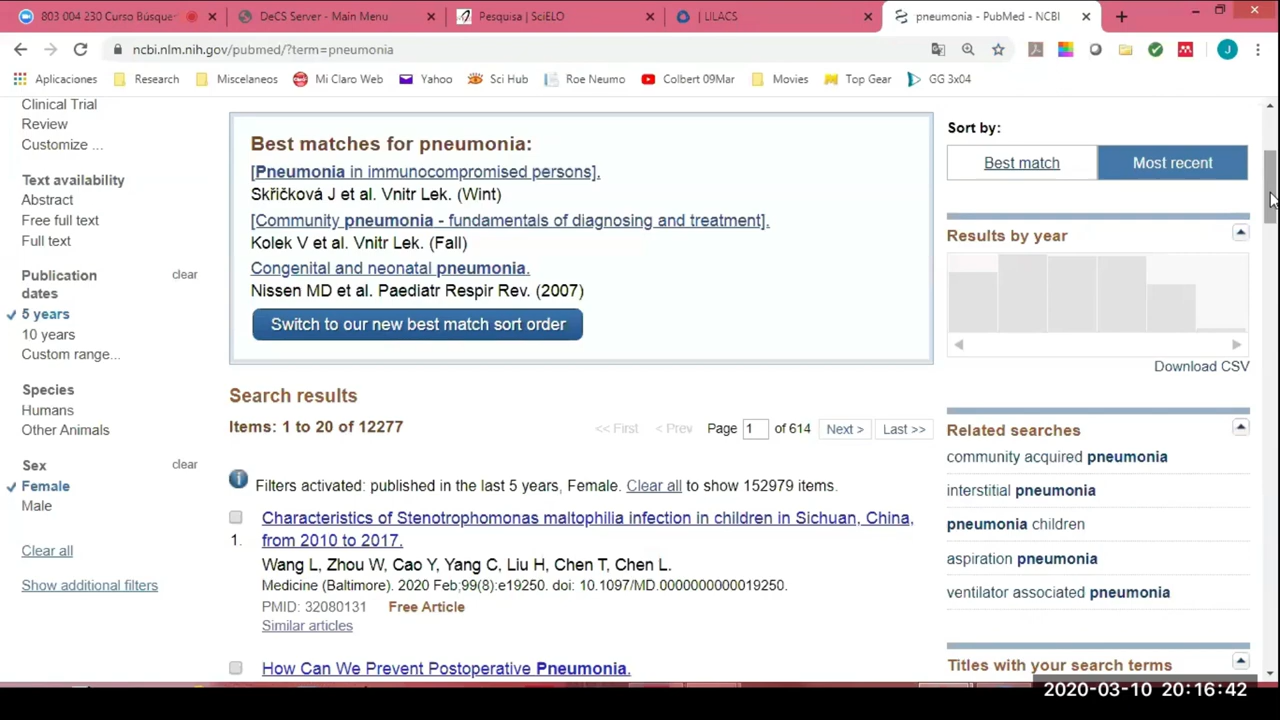 803 004 230 Curso Búsque
DeCS Server - Main Menu
Pesquisa | SciELO
| LILACS
pneumonia - PubMed - NCBI
ncbi.nlm.nih.gov/pubmed/?term=pneumonia
J
Aplicaciones
Research
Miscelaneos
Mi Claro Web
Yahoo
Sci Hub
Roe Neumo
Colbert 09Mar
Movies
Top Gear
GG 3x04
Clinical Trial
Review
Customize ...
Text availability
Abstract
Free full text
Full text
Publication
dates
clear
5 years
10 years
Custom range...
Species
Humans
Other Animals
Sex
clear
Female
Male
Clear all
Show additional filters
Best matches for pneumonia:
[Pneumonia in immunocompromised persons].
Skřičková J et al. Vnitr Lek. (Wint)
[Community pneumonia - fundamentals of diagnosing and treatment].
Kolek V et al. Vnitr Lek. (Fall)
Congenital and neonatal pneumonia.
Nissen MD et al. Paediatr Respir Rev. (2007)
Switch to our new best match sort order
Search results
Items: 1 to 20 of 12277
<< First
< Prev
Page 1 of 614
Next >
Last >>
Filters activated: published in the last 5 years, Female. Clear all to show 152979 items.
Characteristics of Stenotrophomonas maltophilia infection in children in Sichuan, China,
1. from 2010 to 2017.
Wang L, Zhou W, Cao Y, Yang C, Liu H, Chen T, Chen L.
Medicine (Baltimore). 2020 Feb;99(8):e19250. doi: 10.1097/MD.0000000000019250.
PMID: 32080131 Free Article
Similar articles
How Can We Prevent Postoperative Pneumonia.
Sort by:
Best match
Most recent
Results by year
Download CSV
Related searches
community acquired pneumonia
interstitial pneumonia
pneumonia children
aspiration pneumonia
ventilator associated pneumonia
Titles with your search terms
2020-03-10 20:16:42